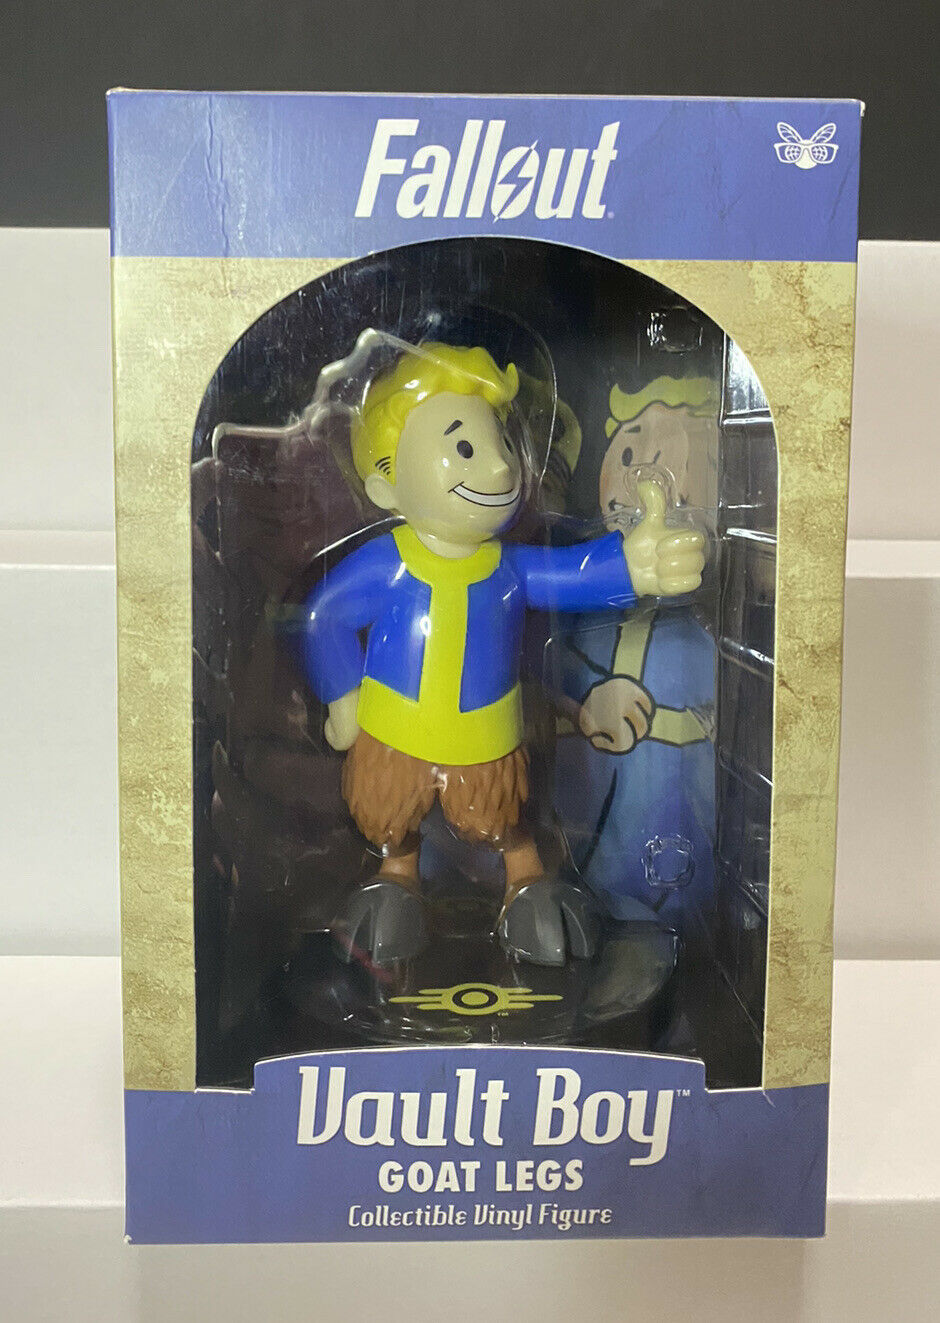 Fallout
Vault Boy™
GOAT LEGS
Collectible Vinyl Figure